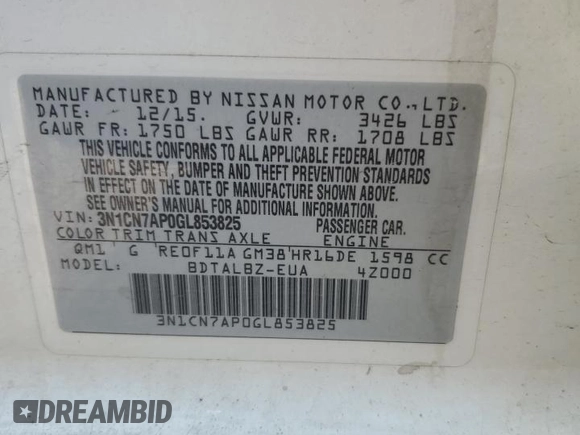 MANUFACTURED BY NISSAN MOTOR CO., LTD.
DATE: 12/15. GVWR: 3426 LBS
GAWR FR: 1750 LBS GAWR RR: 1708 LBS
THIS VEHICLE CONFORMS TO ALL APPLICABLE FEDERAL MOTOR
VEHICLE SAFETY, BUMPER AND THEFT PREVENTION STANDARDS
IN EFFECT ON THE DATE OF MANUFACTURE SHOWN ABOVE.
SEE OWNER'S MANUAL FOR ADDITIONAL INFORMATION.
VIN: 3N1CN7AP0GL853825 PASSENGER CAR.
COLOR TRIM TRANS AXLE ENGINE
QM1 G 'RE0F11A GM38'HR16DE 1598 CC
MODEL: BDTALBZ-EUA 4Z000
3N1CN7AP0GL853825
DREAMBID